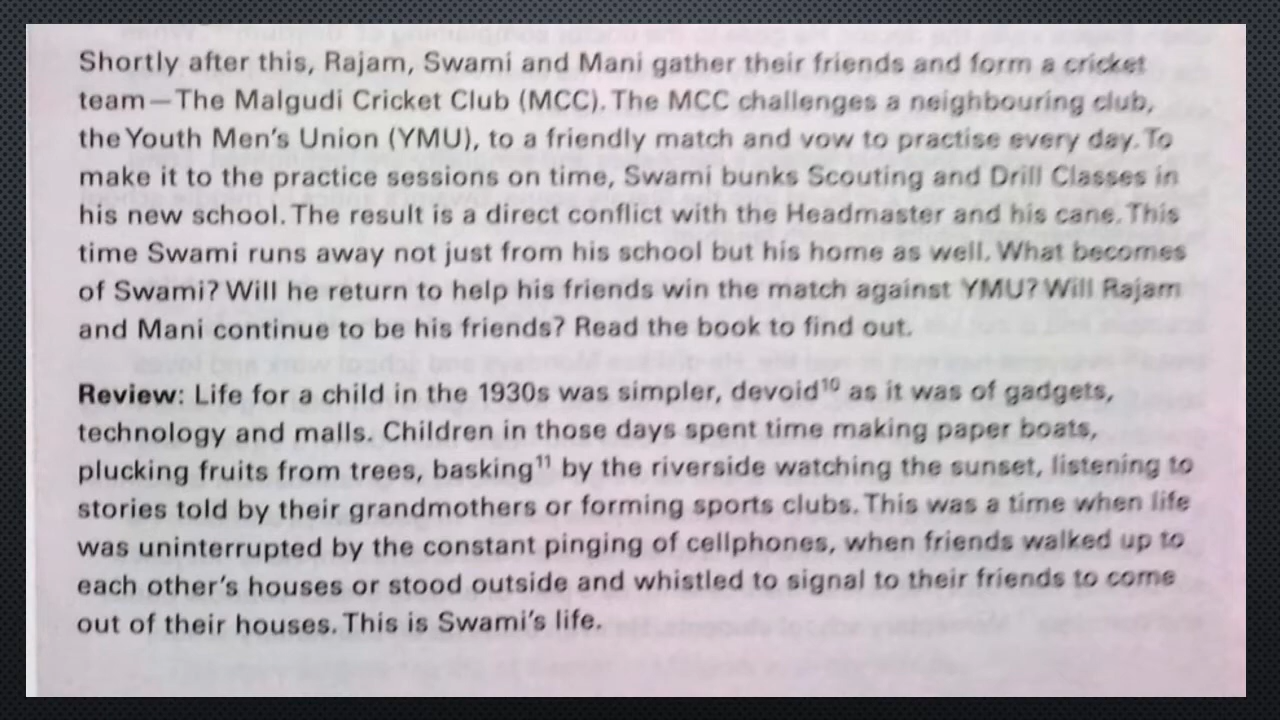 Shortly after this, Rajam, Swami and Mani gather their friends and form a cricket
team—The Malgudi Cricket Club (MCC). The MCC challenges a neighbouring club,
the Youth Men's Union (YMU), to a friendly match and vow to practise every day. To
make it to the practice sessions on time, Swami bunks Scouting and Drill Classes in
his new school. The result is a direct conflict with the Headmaster and his cane. This
time Swami runs away not just from his school but his home as well. What becomes
of Swami? Will he return to help his friends win the match against YMU? Will Rajam
and Mani continue to be his friends? Read the book to find out.
Review: Life for a child in the 1930s was simpler, devoid¹⁰ as it was of gadgets,
technology and malls. Children in those days spent time making paper boats,
plucking fruits from trees, basking¹¹ by the riverside watching the sunset, listening to
stories told by their grandmothers or forming sports clubs. This was a time when life
was uninterrupted by the constant pinging of cellphones, when friends walked up to
each other's houses or stood outside and whistled to signal to their friends to come
out of their houses. This is Swami's life.